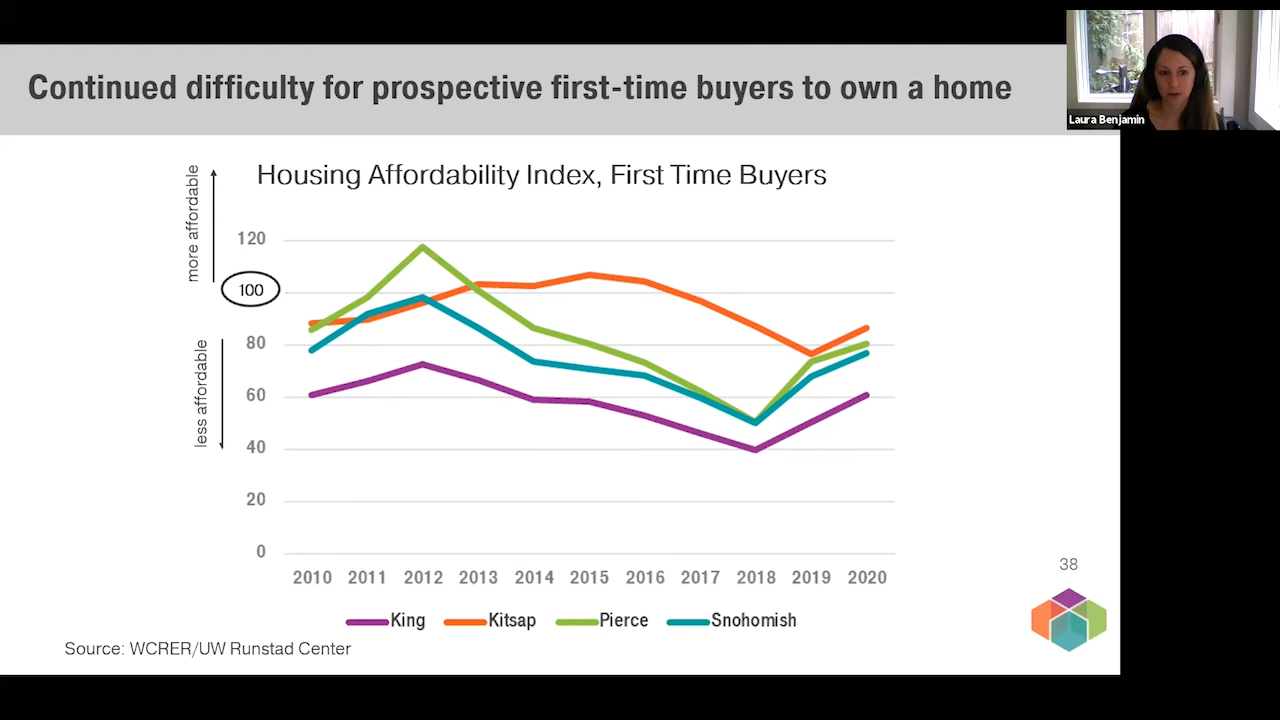 Continued difficulty for prospective first-time buyers to own a home
Laura Benjamin
Housing Affordability Index, First Time Buyers
more affordable
less affordable
120
100
80
60
40
20
0
2010 2011 2012 2013 2014 2015 2016 2017 2018 2019 2020
King Kitsap Pierce Snohomish
38
Source: WCRER/UW Runstad Center